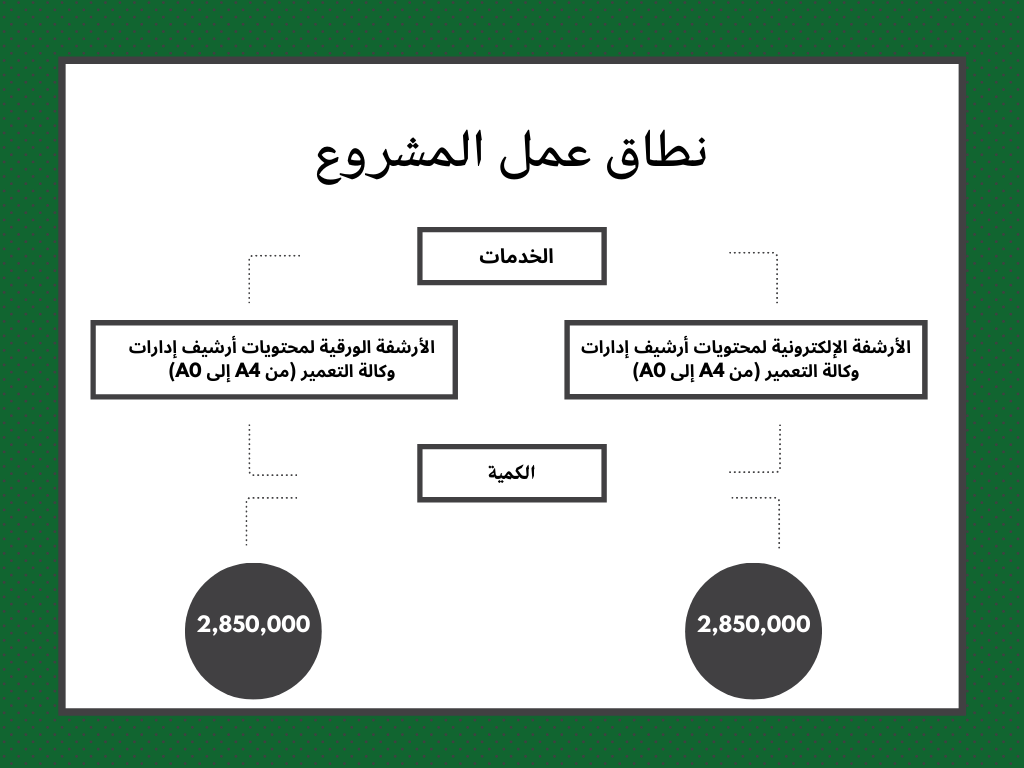 نطاق عمل المشروع
الخدمات
الأرشفة الإلكترونية لمحتويات أرشيف إدارات
وكالة التعمير (من A4 إلى A0)
الأرشفة الورقية لمحتويات أرشيف إدارات
وكالة التعمير (من A4 إلى A0)
الكمية
2,850,000
2,850,000